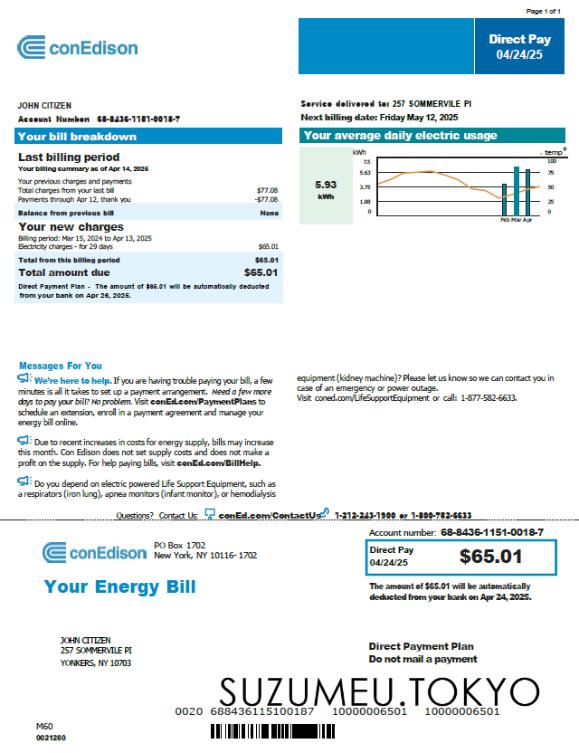 Page 1 of 1
conEdison
Direct Pay
04/24/25
JOHN CITIZEN
Account Number 68-8436-1151-0018-7
Service delivered to: 257 SOMMERVILE PI
Next billing date: Friday May 12, 2025
Your bill breakdown
Last billing period
Your billing summary as of Apr 14, 2025
Your previous charges and payments
Total charges from your last bill $77.08
Payments through Apr 12, thank you -$77.08
Balance from previous bill None
Your new charges
Billing period: Mar 15, 2024 to Apr 13, 2025
Electricity charges - for 29 days $65.01
Total from this billing period $65.01
Total amount due $65.01
Direct Payment Plan - The amount of $65.01 will be automatically deducted
from your bank on Apr 26, 2025.
Your average daily electric usage
5.93
kWh
kWh
temp°
7.5 100
5.63 75
3.75 50
1.88 25
0 0
Feb Mar Apr
Messages For You
We're here to help. If you are having trouble paying your bill, a few
minutes is all it takes to set up a payment arrangement. Need a few more
days to pay your bill? No problem. Visit conEd.com/PaymentPlans to
schedule an extension, enroll in a payment agreement and manage your
energy bill online.
Due to recent increases in costs for energy supply, bills may increase
this month. Con Edison does not set supply costs and does not make a
profit on the supply. For help paying bills, visit conEd.com/BillHelp.
Do you depend on electric powered Life Support Equipment, such as
a respirators (iron lung), apnea monitors (infant monitor), or hemodialysis
equipment (kidney machine)? Please let us know so we can contact you in
case of an emergency or power outage.
Visit coned.com/LifeSupportEquipment or call: 1-877-582-6633.
Questions? Contact Us conEd.com/ContactUs 1-212-243-1900 or 1-800-752-6633
conEdison
PO Box 1702
New York, NY 10116-1702
Account number: 68-8436-1151-0018-7
Direct Pay
04/24/25
$65.01
Your Energy Bill
The amount of $65.01 will be automatically
deducted from your bank on Apr 24, 2025.
JOHN CITIZEN
257 SOMMERVILE PI
YONKERS, NY 10703
Direct Payment Plan
Do not mail a payment
SUZUMEU.TOKYO
0020 688436115100187 10000006501 10000006501
M60
0021260